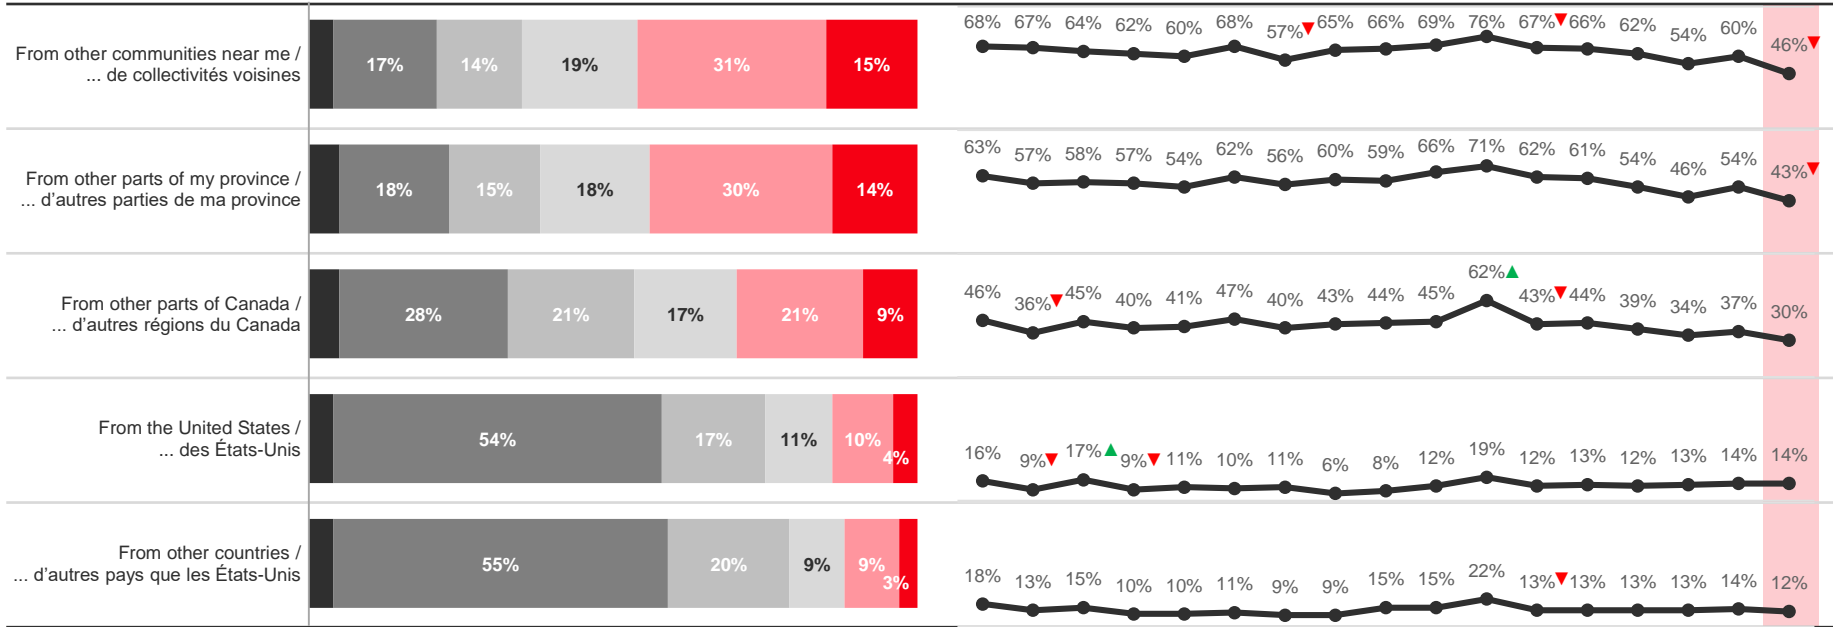 68% 67% 64% 62% 60% 68% 57%▼ 65% 66% 69% 76% 67%▼ 66% 62% 54% 60% 46%▼
From other communities near me /
... de collectivités voisines
17% 14% 19% 31% 15%
63% 57% 58% 57% 54% 62% 56% 60% 59% 66% 71% 62% 61% 54% 46% 54% 43%▼
From other parts of my province /
... d'autres parties de ma province
18% 15% 18% 30% 14%
46% 36%▼ 45% 40% 41% 47% 40% 43% 44% 45% 62%▲ 43%▼ 44% 39% 34% 37% 30%
From other parts of Canada /
... d'autres régions du Canada
28% 21% 17% 21% 9%
From the United States /
... des États-Unis
54% 17% 11% 10% 4%
16% 9%▼ 17%▲ 9%▼ 11% 10% 11% 6% 8% 12% 19% 12% 13% 12% 13% 14% 14%
From other countries /
... d'autres pays que les États-Unis
55% 20% 9% 9% 3%
18% 13% 15% 10% 10% 11% 9% 9% 15% 15% 22% 13%▼ 13% 13% 13% 14% 12%